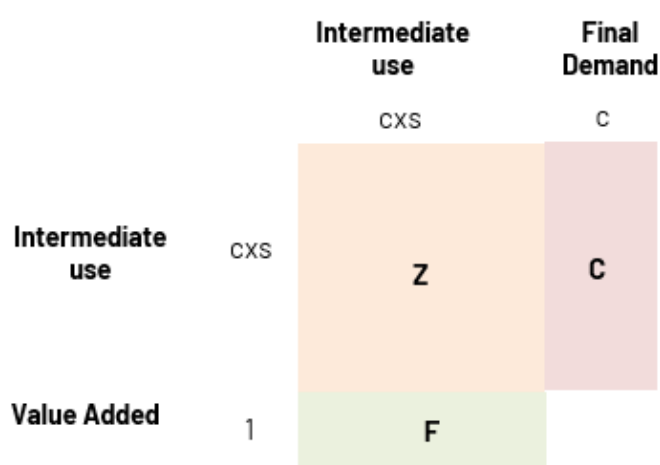 Intermediate
use
Final
Demand
CXS
C
Intermediate
use
CXS
Z
C
Value Added
1
F